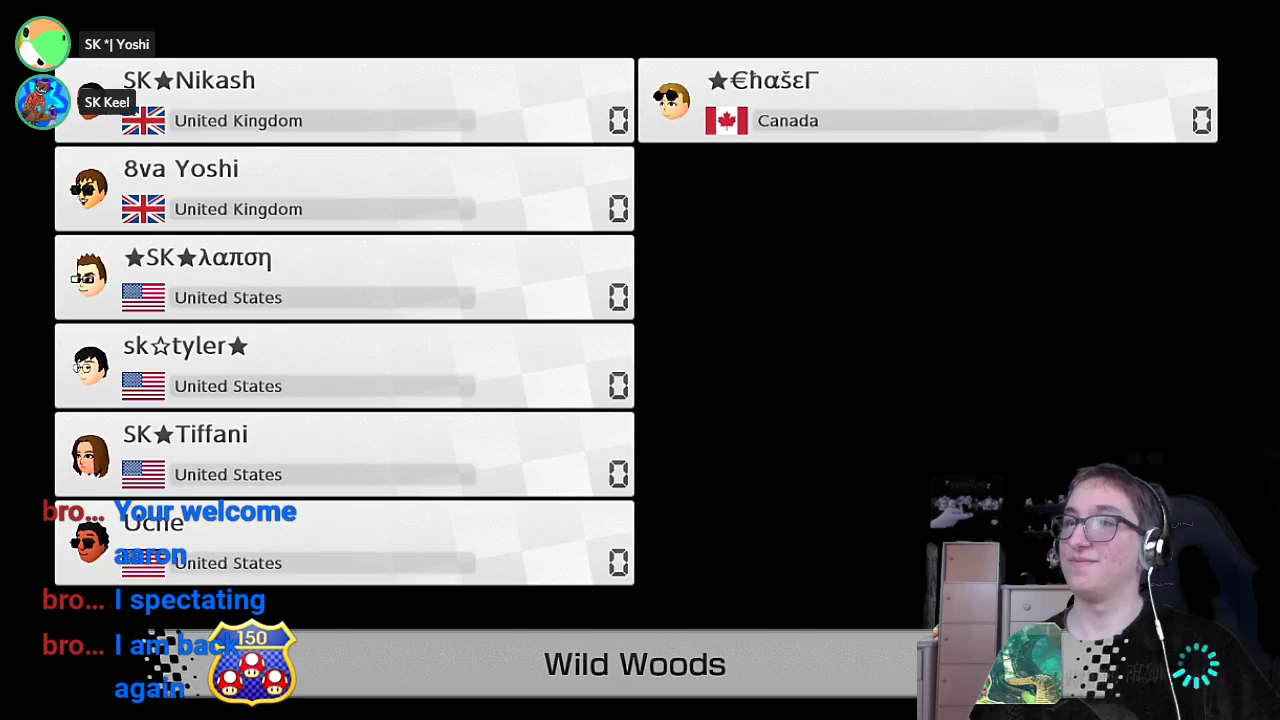 SK *| Yoshi
SK★Nikash
SK Keel
United Kingdom
0
★€ħαšεΓ
Canada
0
8va Yoshi
United Kingdom
0
★SK★λαπση
United States
0
sk☆tyler★
United States
0
SK★Tiffani
United States
0
Uche
United States
0
bro... Your welcome
aaron
bro... I spectating
bro... I am back
again
150
Wild Woods